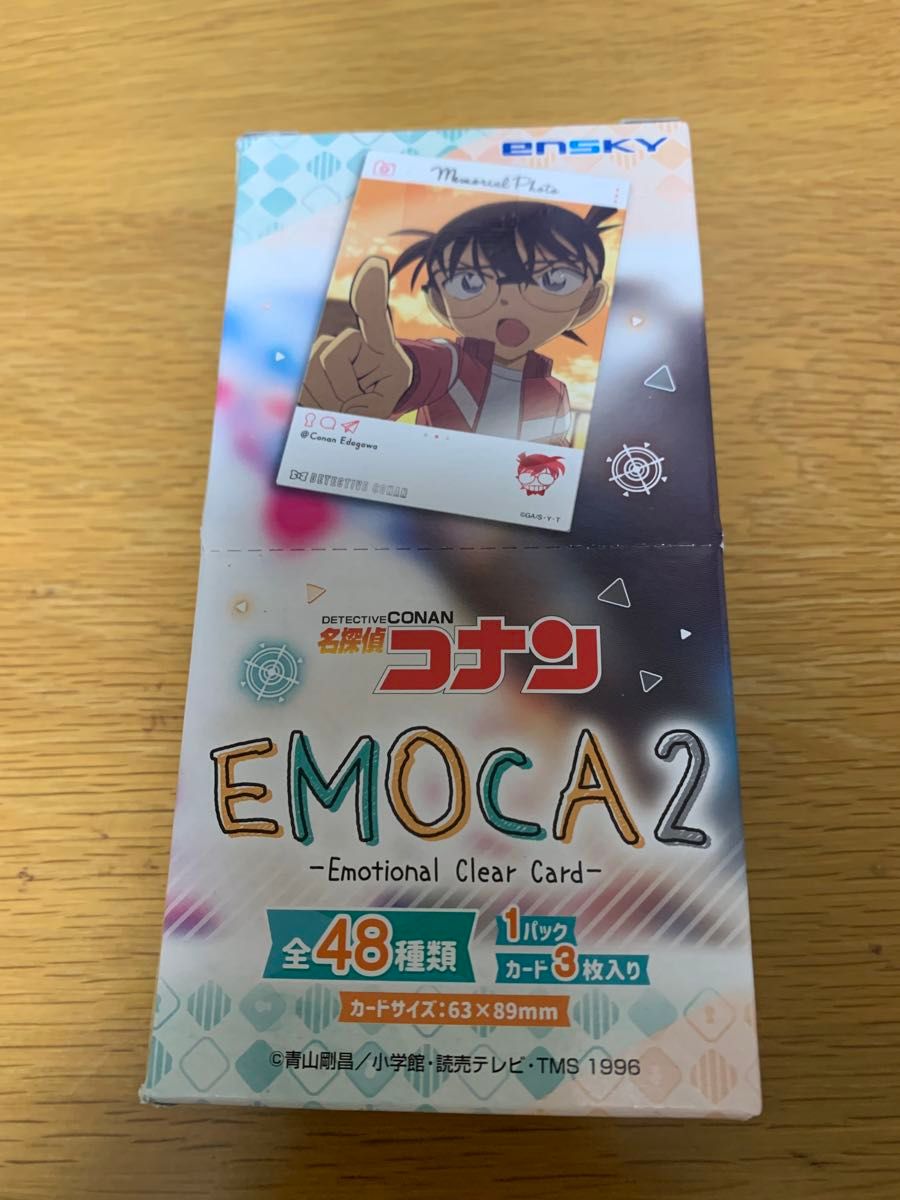 ensky
Memorial Photo
@Conan Edogawa
DETECTIVE CONAN
©GA/S・Y・T
DETECTIVE CONAN
名探偵
コナン
EMOCA2
-Emotional Clear Card-
全48種類
1パック
カード3枚入り
カードサイズ:63×89mm
©青山剛昌/小学館・読売テレビ・TMS 1996